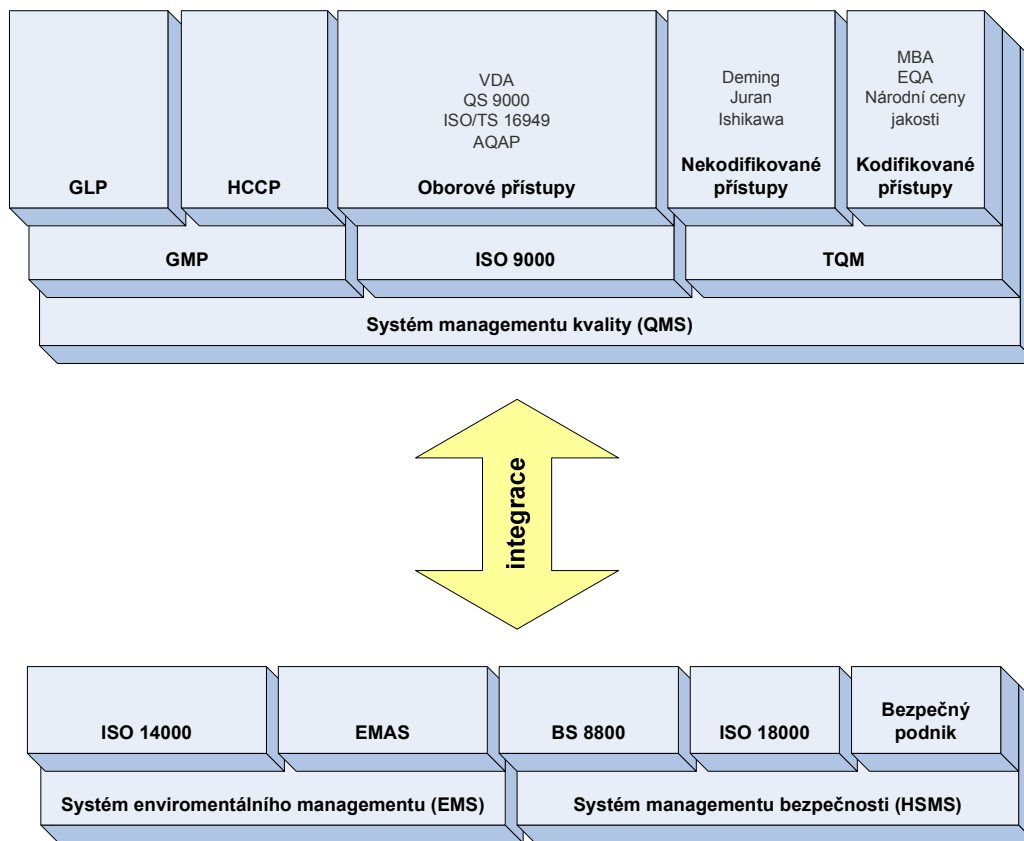 GLP
HCCP
VDA
QS 9000
ISO/TS 16949
AQAP
Oborové přístupy
Deming
Juran
Ishikawa
Nekodifikované
přístupy
MBA
EQA
Národní ceny
jakosti
Kodifikované
přístupy
GMP
ISO 9000
TQM
Systém managementu kvality (QMS)
integrace
ISO 14000
EMAS
BS 8800
ISO 18000
Bezpečný
podnik
Systém enviromentálního managementu (EMS)
Systém managementu bezpečnosti (HSMS)